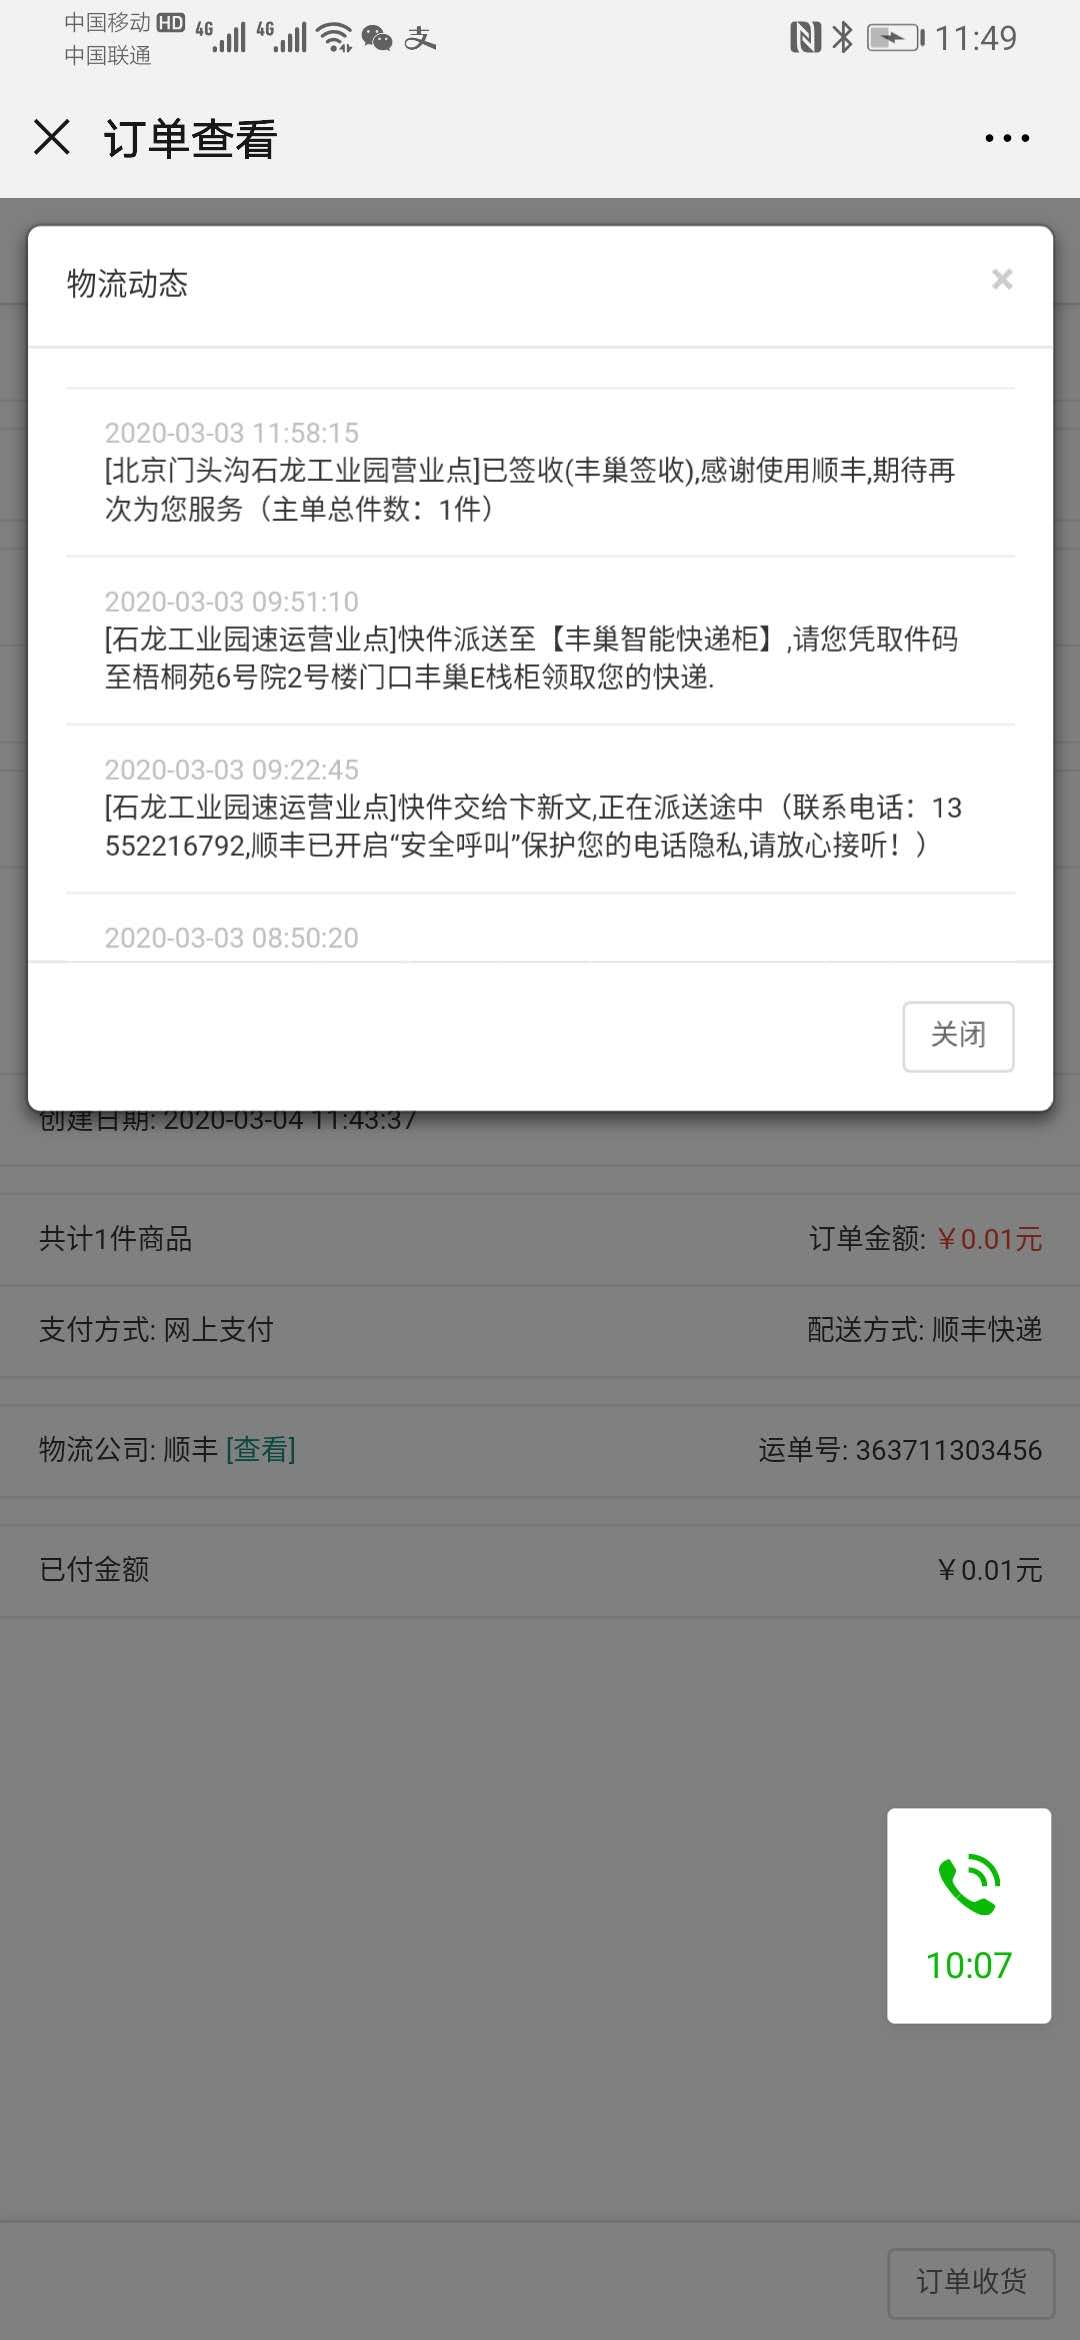 中国移动 HD 4G 4G 11:49
中国联通
订单查看
物流动态
2020-03-03 11:58:15
[北京门头沟石龙工业园营业点]已签收(丰巢签收),感谢使用顺丰,期待再
次为您服务（主单总件数：1件）
2020-03-03 09:51:10
[石龙工业园速运营业点]快件派送至【丰巢智能快递柜】,请您凭取件码
至梧桐苑6号院2号楼门口丰巢E栈柜领取您的快递.
2020-03-03 09:22:45
[石龙工业园速运营业点]快件交给卞新文,正在派送途中（联系电话：13
552216792,顺丰已开启“安全呼叫”保护您的电话隐私,请放心接听！）
2020-03-03 08:50:20
关闭
创建日期: 2020-03-04 11:43:37
共计1件商品 订单金额: ￥0.01元
支付方式: 网上支付 配送方式: 顺丰快递
物流公司: 顺丰 [查看] 运单号: 363711303456
已付金额 ￥0.01元
10:07
订单收货